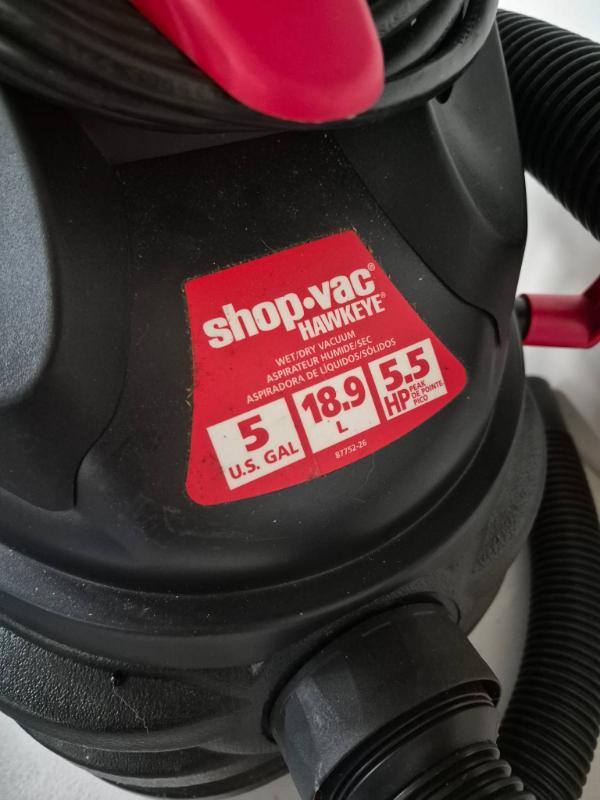 shop•vac®
HAWKEYE®
WET/DRY VACUUM
ASPIRATEUR HUMIDE/SEC
ASPIRADORA DE LÍQUIDOS/SÓLIDOS
5
U.S. GAL
18.9
L
5.5
HP PEAK
DE POINTE
PICO
87752-26